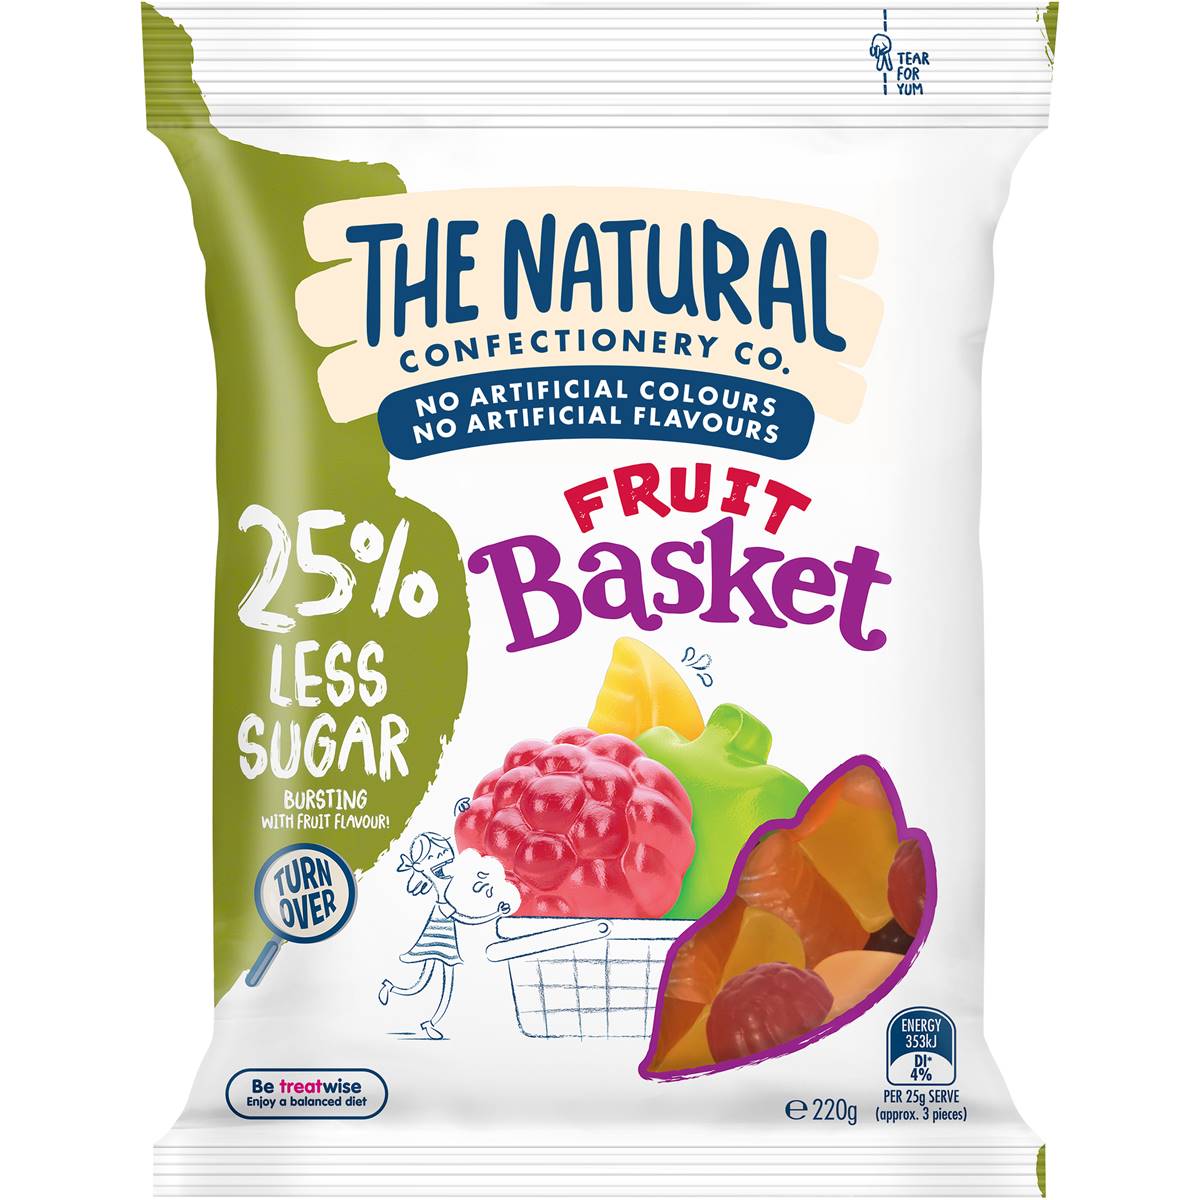 TEAR
FOR
YUM
THE NATURAL
CONFECTIONERY CO.
NO ARTIFICIAL COLOURS
NO ARTIFICIAL FLAVOURS
FRUIT
Basket
25%
LESS
SUGAR
BURSTING
WITH FRUIT FLAVOUR!
TURN
OVER
Be treatwise
Enjoy a balanced diet
ENERGY
353kJ
DI*
4%
PER 25g SERVE
(approx. 3 pieces)
e 220g